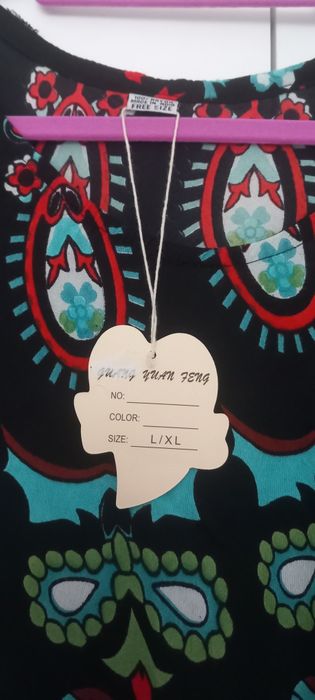 FREE SIZE
GUANG YUAN FENG
NO:
COLOR:
SIZE: L/XL